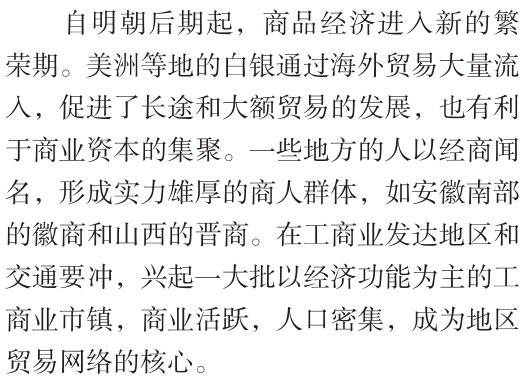 自明朝后期起，商品经济进入新的繁
荣期。美洲等地的白银通过海外贸易大量流
入，促进了长途和大额贸易的发展，也有利
于商业资本的集聚。一些地方的人以经商闻
名，形成实力雄厚的商人群体，如安徽南部
的徽商和山西的晋商。在工商业发达地区和
交通要冲，兴起一大批以经济功能为主的工
商业市镇，商业活跃，人口密集，成为地区
贸易网络的核心。